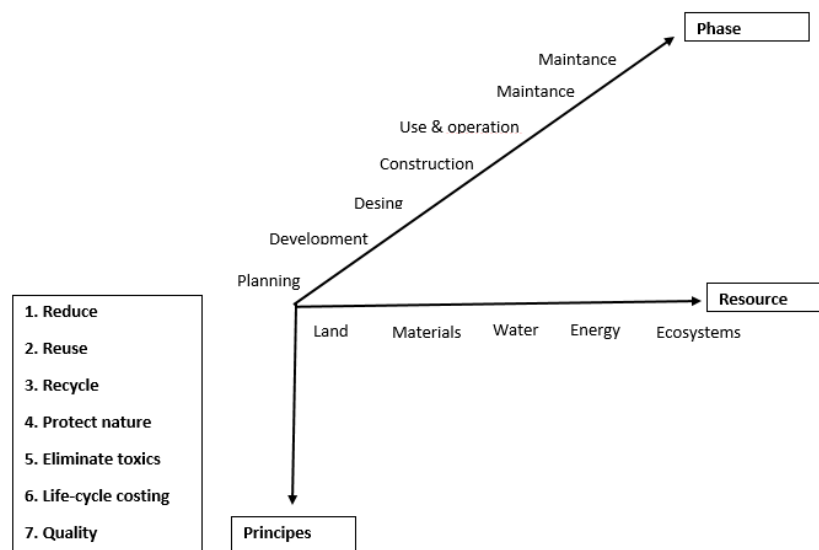 Phase
Maintance
Maintance
Use & operation
Construction
Desing
Development
Planning
Resource
Land Materials Water Energy Ecosystems
1. Reduce
2. Reuse
3. Recycle
4. Protect nature
5. Eliminate toxics
6. Life-cycle costing
7. Quality
Principes